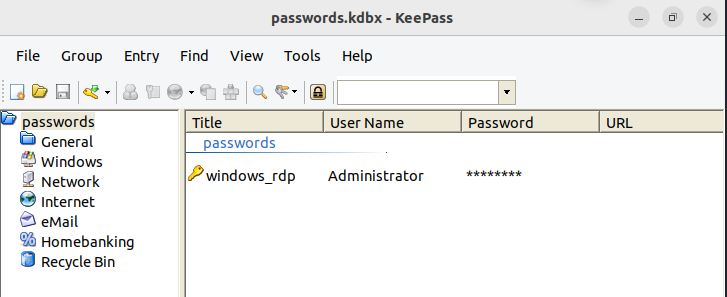 passwords.kdbx - KeePass
File Group Entry Find View Tools Help
passwords
General
Windows
Network
Internet
eMail
Homebanking
Recycle Bin
Title User Name Password URL
passwords
windows_rdp Administrator ********